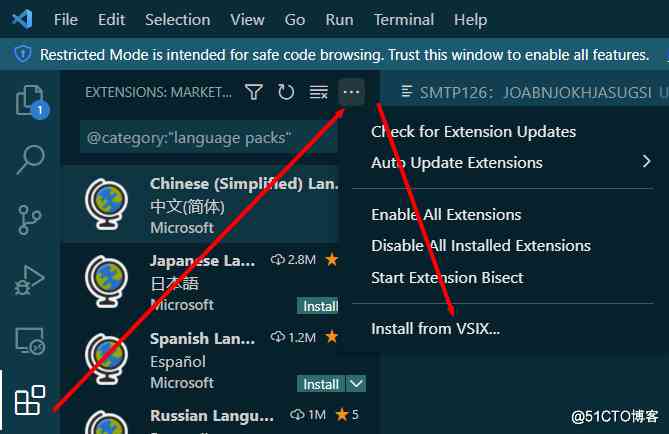 File Edit Selection View Go Run Terminal Help
Restricted Mode is intended for safe code browsing. Trust this window to enable all features.
EXTENSIONS: MARKET...
SMTP126：JOABNJOKHJASUGSI U
1
@category:"language packs"
Check for Extension Updates
Auto Update Extensions
Enable All Extensions
Disable All Installed Extensions
Start Extension Bisect
Install from VSIX...
Chinese (Simplified) Lan...
中文(简体)
Microsoft
Japanese La... 2.8M
日本語
Microsoft Install
Spanish Lan... 1.2M
Español
Microsoft Install
Russian Langu... 1M 5
@51CTO博客